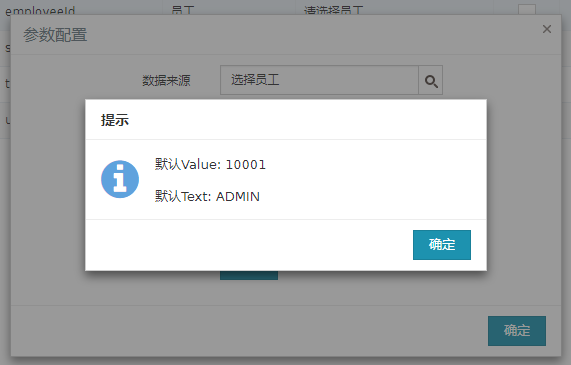 employeeId 员工 请选择员工
参数配置 ×
s
数据来源 选择员工
t
提示
u
默认Value: 10001
默认Text: ADMIN
确定
确定